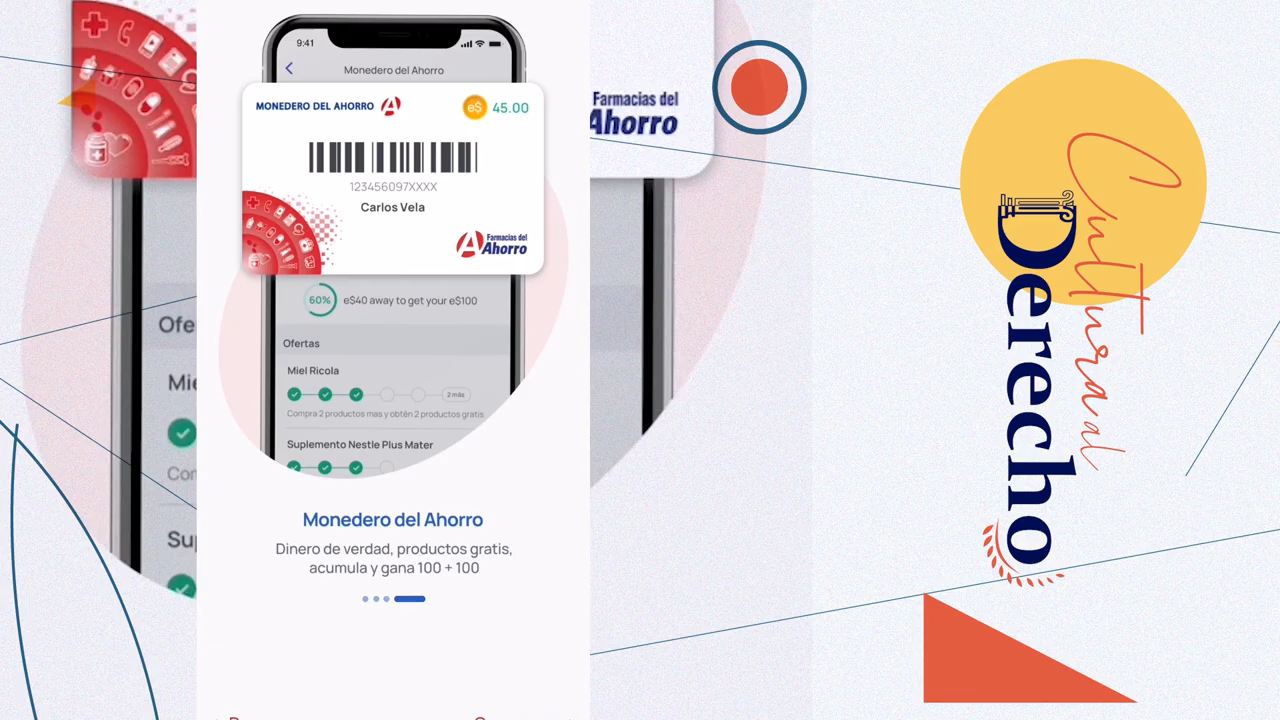 9:41
Monedero del Ahorro
MONEDERO DEL AHORRO
e$ 45.00
123456097XXXX
Carlos Vela
Farmacias del
Ahorro
60%
e$40 away to get your e$100
Ofertas
Miel Ricola
2 más
Compra 2 productos mas y obtén 2 productos gratis
Suplemento Nestle Plus Mater
Monedero del Ahorro
Dinero de verdad, productos gratis,
acumula y gana 100 + 100
Ofe
Mie
Co
Su
Farmacias del
Ahorro
Cultura al
Derecho